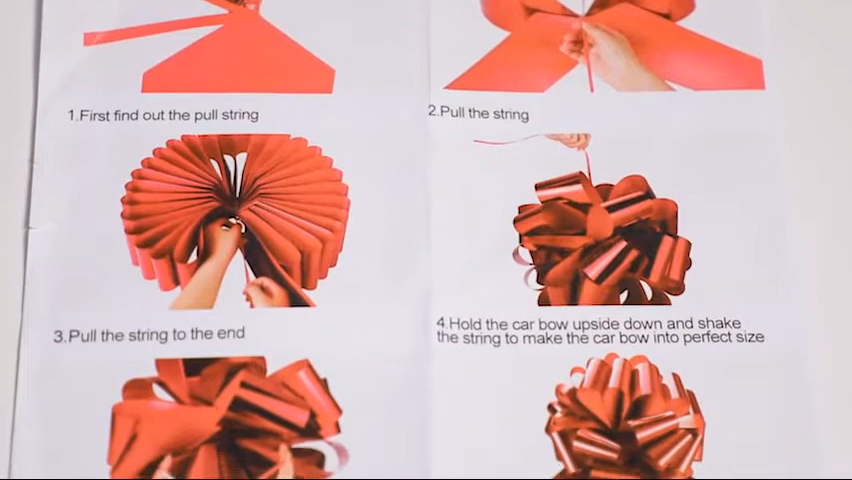 1.First find out the pull string
2.Pull the string
3.Pull the string to the end
4.Hold the car bow upside down and shake
the string to make the car bow into perfect size